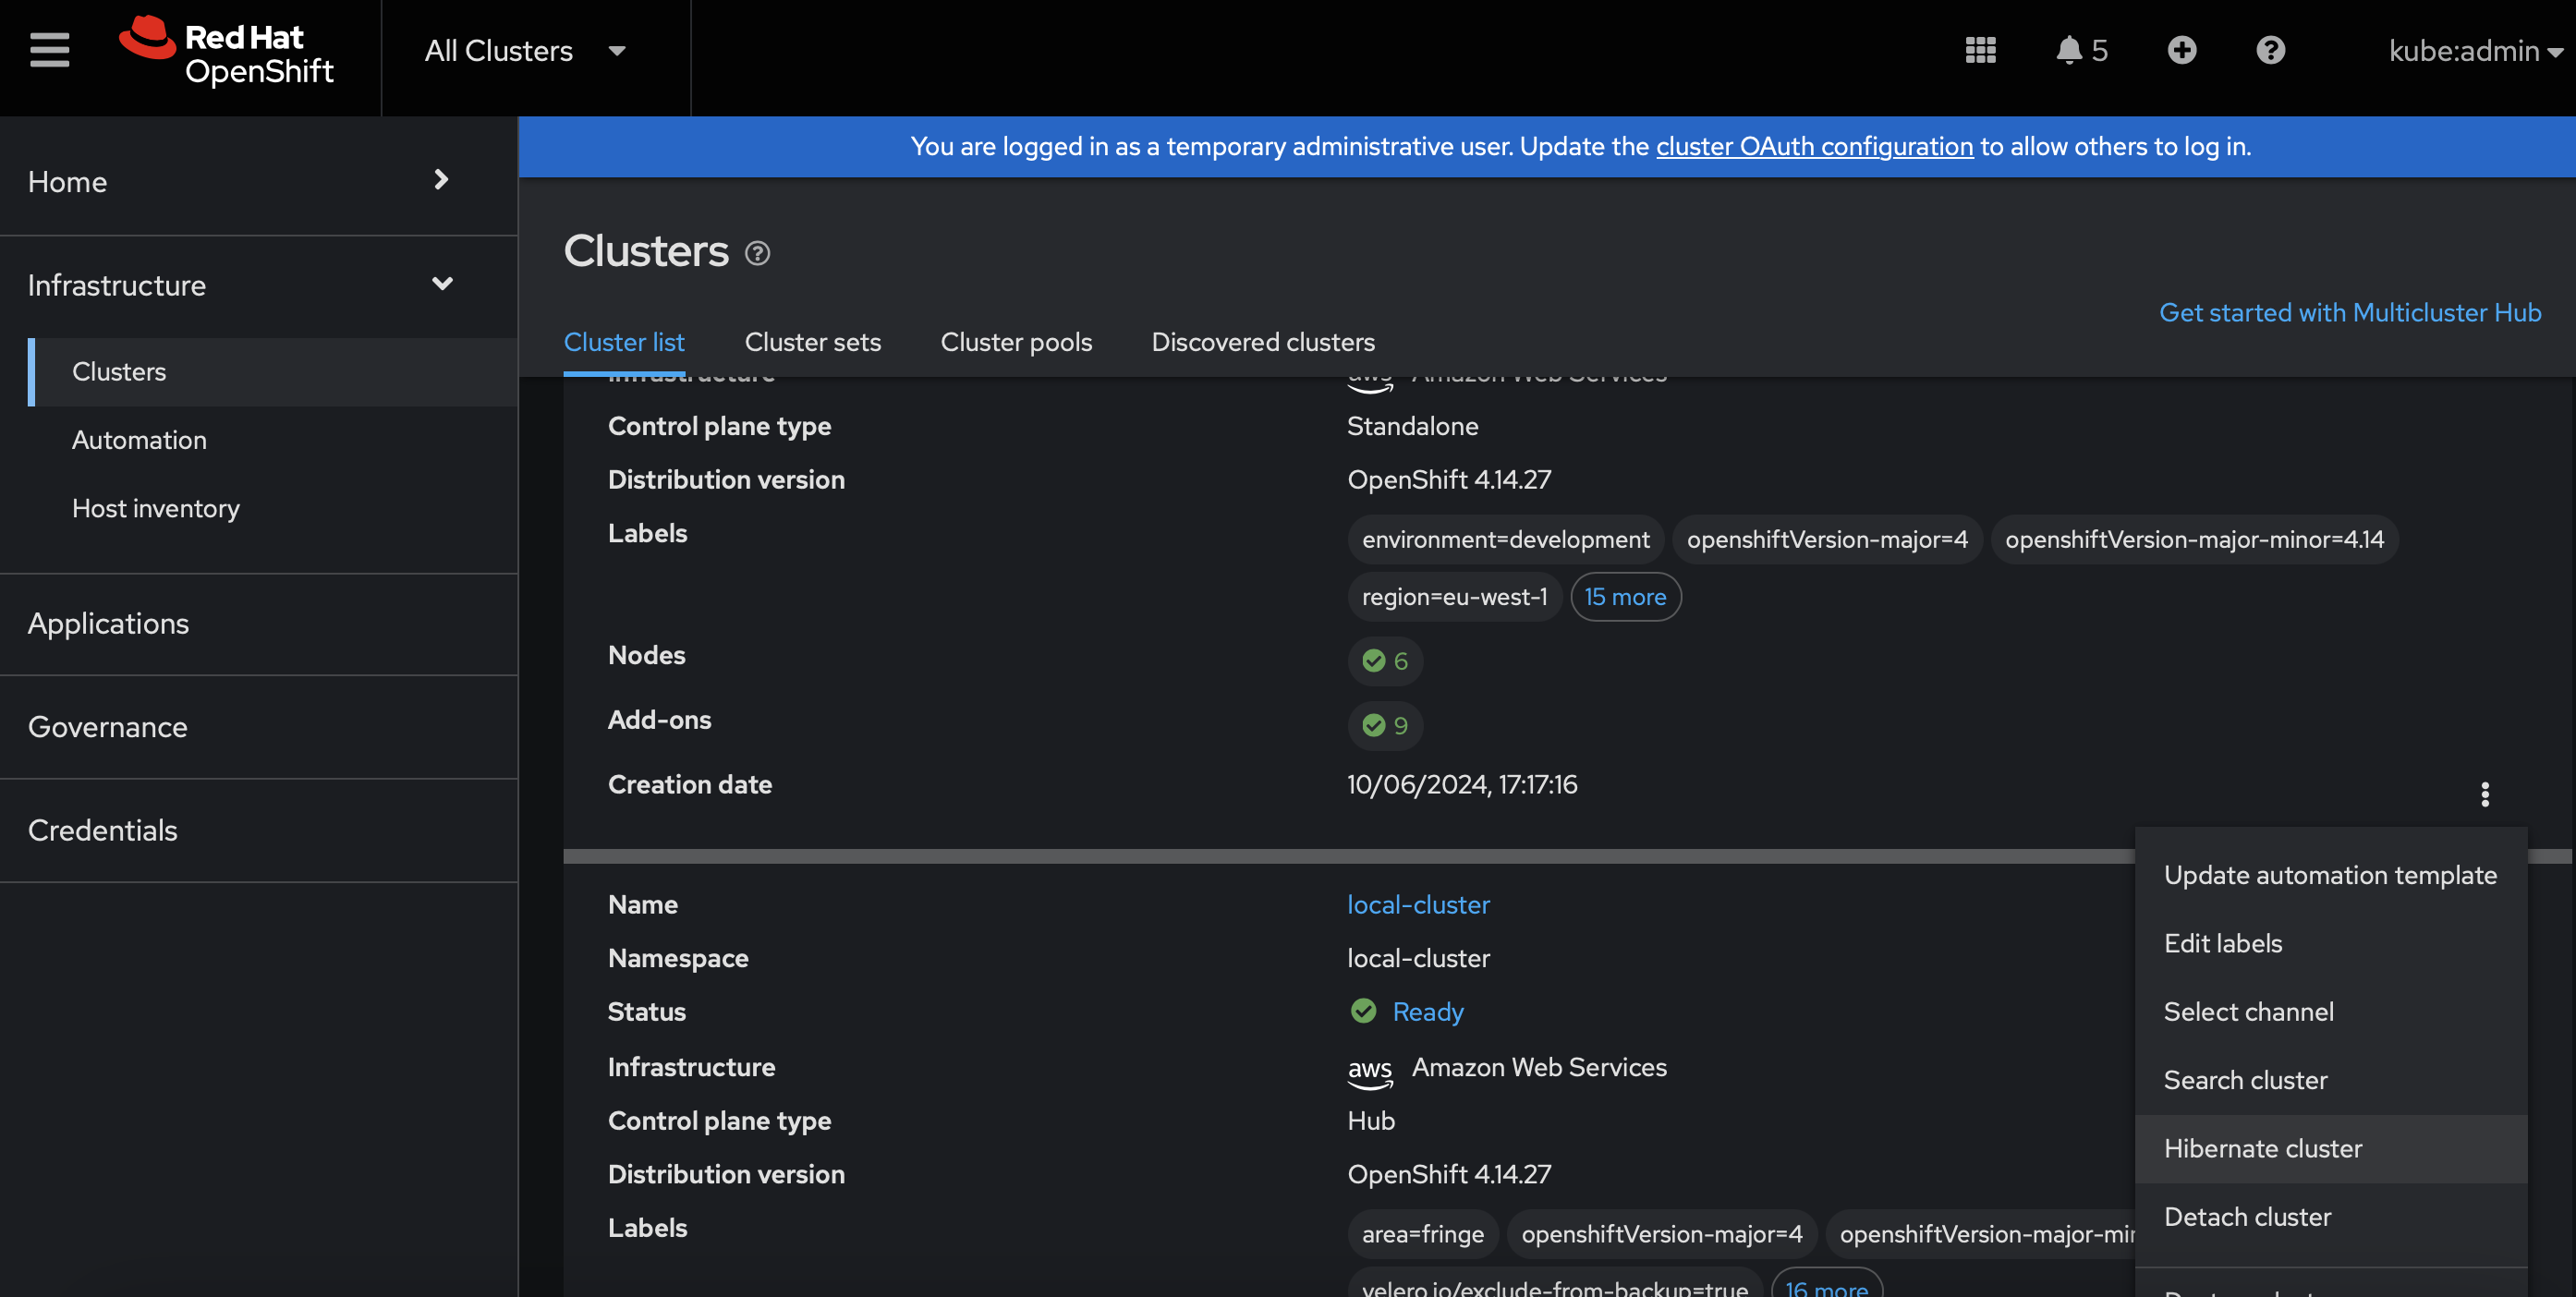 Red Hat
OpenShift
All Clusters
5
kube:admin
You are logged in as a temporary administrative user. Update the cluster OAuth configuration to allow others to log in.
Home
Infrastructure
Clusters
Automation
Host inventory
Applications
Governance
Credentials
Clusters
Get started with Multicluster Hub
Cluster list Cluster sets Cluster pools Discovered clusters
Infrastructure aws Amazon Web Services
Control plane type Standalone
Distribution version OpenShift 4.14.27
Labels environment=development openshiftVersion-major=4 openshiftVersion-major-minor=4.14
region=eu-west-1 15 more
Nodes 6
Add-ons 9
Creation date 10/06/2024, 17:17:16
Name local-cluster
Namespace local-cluster
Status Ready
Infrastructure aws Amazon Web Services
Control plane type Hub
Distribution version OpenShift 4.14.27
Labels area=fringe openshiftVersion-major=4 openshiftVersion-major-mi
velero.io/exclude-from-backup=true 16 more
Update automation template
Edit labels
Select channel
Search cluster
Hibernate cluster
Detach cluster